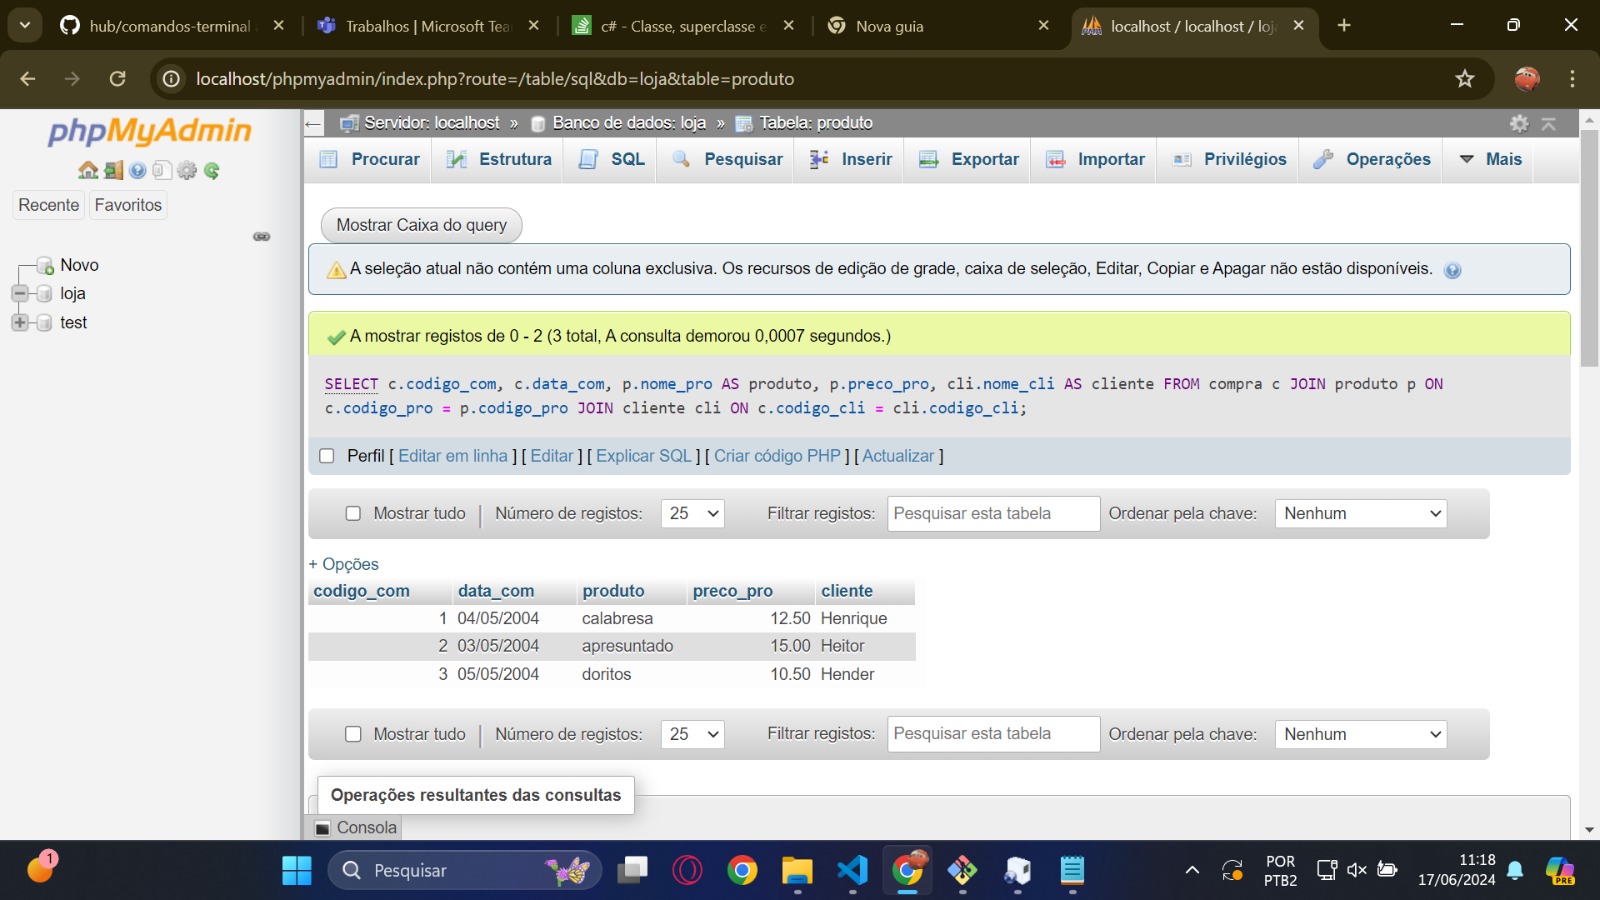 hub/comandos-terminal
Trabalhos | Microsoft Tea
c# - Classe, superclasse e
Nova guia
localhost / localhost / loj
localhost/phpmyadmin/index.php?route=/table/sql&db=loja&table=produto
phpMyAdmin
Recente
Favoritos
Novo
loja
test
Servidor: localhost » Banco de dados: loja » Tabela: produto
Procurar
Estrutura
SQL
Pesquisar
Inserir
Exportar
Importar
Privilégios
Operações
Mais
Mostrar Caixa do query
A seleção atual não contém uma coluna exclusiva. Os recursos de edição de grade, caixa de seleção, Editar, Copiar e Apagar não estão disponíveis.
A mostrar registos de 0 - 2 (3 total, A consulta demorou 0,0007 segundos.)
SELECT c.codigo_com, c.data_com, p.nome_pro AS produto, p.preco_pro, cli.nome_cli AS cliente FROM compra c JOIN produto p ON
c.codigo_pro = p.codigo_pro JOIN cliente cli ON c.codigo_cli = cli.codigo_cli;
Perfil [ Editar em linha ] [ Editar ] [ Explicar SQL ] [ Criar código PHP ] [ Actualizar ]
Mostrar tudo | Número de registos: 25 Filtrar registos: Pesquisar esta tabela Ordenar pela chave: Nenhum
+ Opções
codigo_com data_com produto preco_pro cliente
1 04/05/2004 calabresa 12.50 Henrique
2 03/05/2004 apresuntado 15.00 Heitor
3 05/05/2004 doritos 10.50 Hender
Mostrar tudo | Número de registos: 25 Filtrar registos: Pesquisar esta tabela Ordenar pela chave: Nenhum
Operações resultantes das consultas
Consola
1
Pesquisar
POR
PTB2
11:18
17/06/2024
PRE